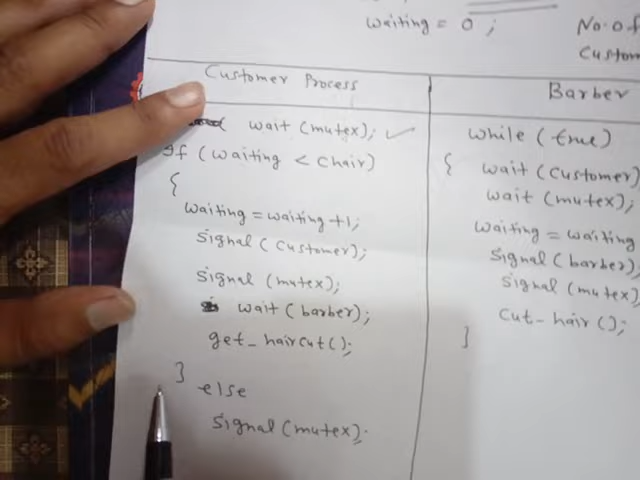 waiting = 0 ;
No. of
Custom
Customer Process
wait (mutex);
If (waiting < chair)
{
waiting = waiting +1;
Signal (Customer);
Signal (mutex);
wait (barber);
get_haircut();
}
else
Signal (mutex);
Barber
while (true)
{ wait (customer)
wait (mutex);
waiting = waiting
Signal (barber);
Signal (mutex)
Cut_hair ();
}